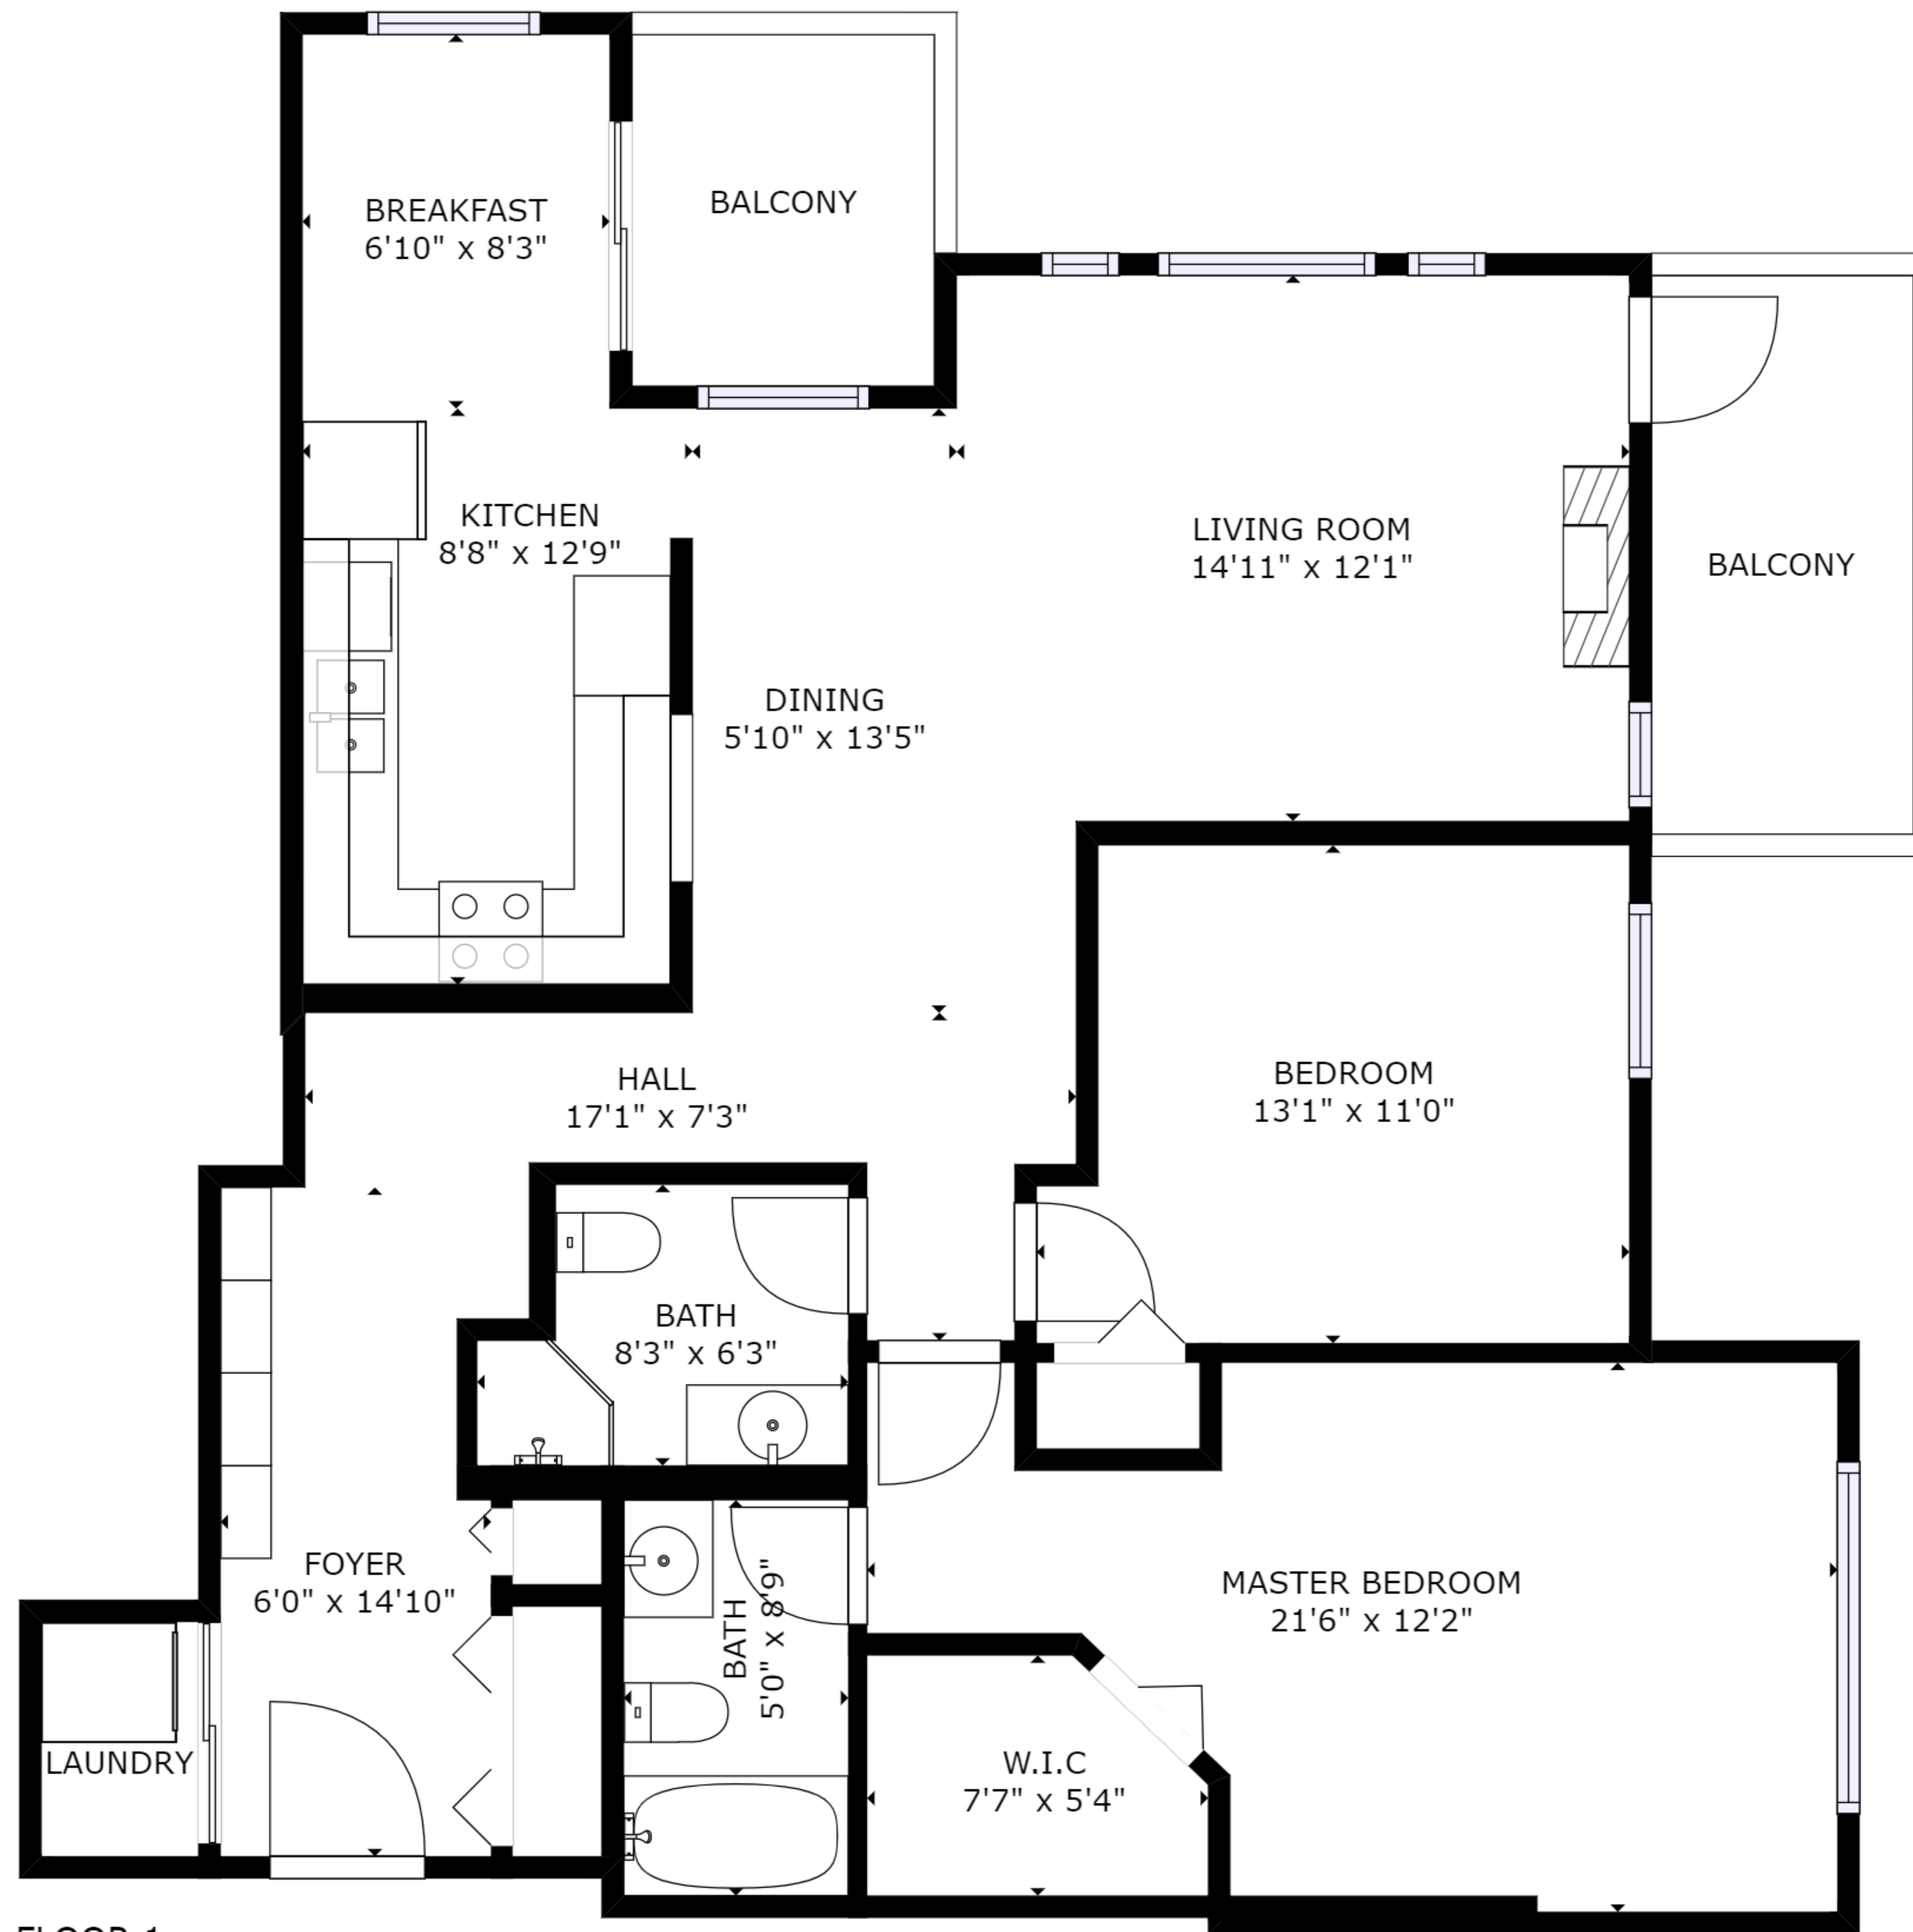 BREAKFAST
6'10" x 8'3"
BALCONY
KITCHEN
8'8" x 12'9"
LIVING ROOM
14'11" x 12'1"
BALCONY
DINING
5'10" x 13'5"
HALL
17'1" x 7'3"
BEDROOM
13'1" x 11'0"
BATH
8'3" x 6'3"
FOYER
6'0" x 14'10"
BATH
5'0" x 8'9"
MASTER BEDROOM
21'6" x 12'2"
LAUNDRY
W.I.C
7'7" x 5'4"
FLOOR 1